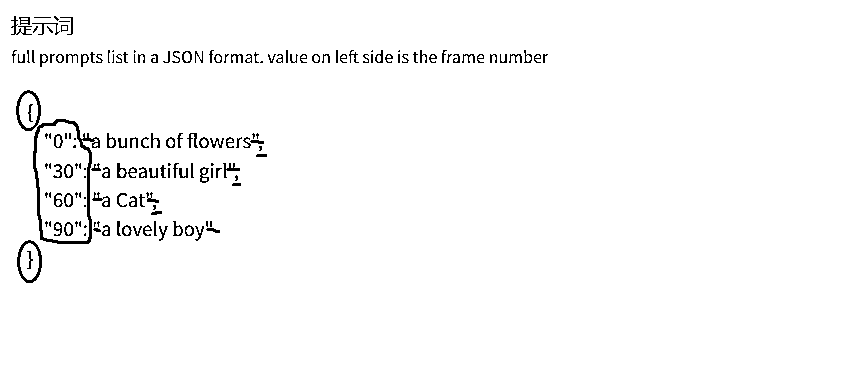 提示词
full prompts list in a JSON format. value on left side is the frame number
{
"0": "a bunch of flowers",
"30": "a beautiful girl",
"60": "a Cat",
"90": "a lovely boy"
}